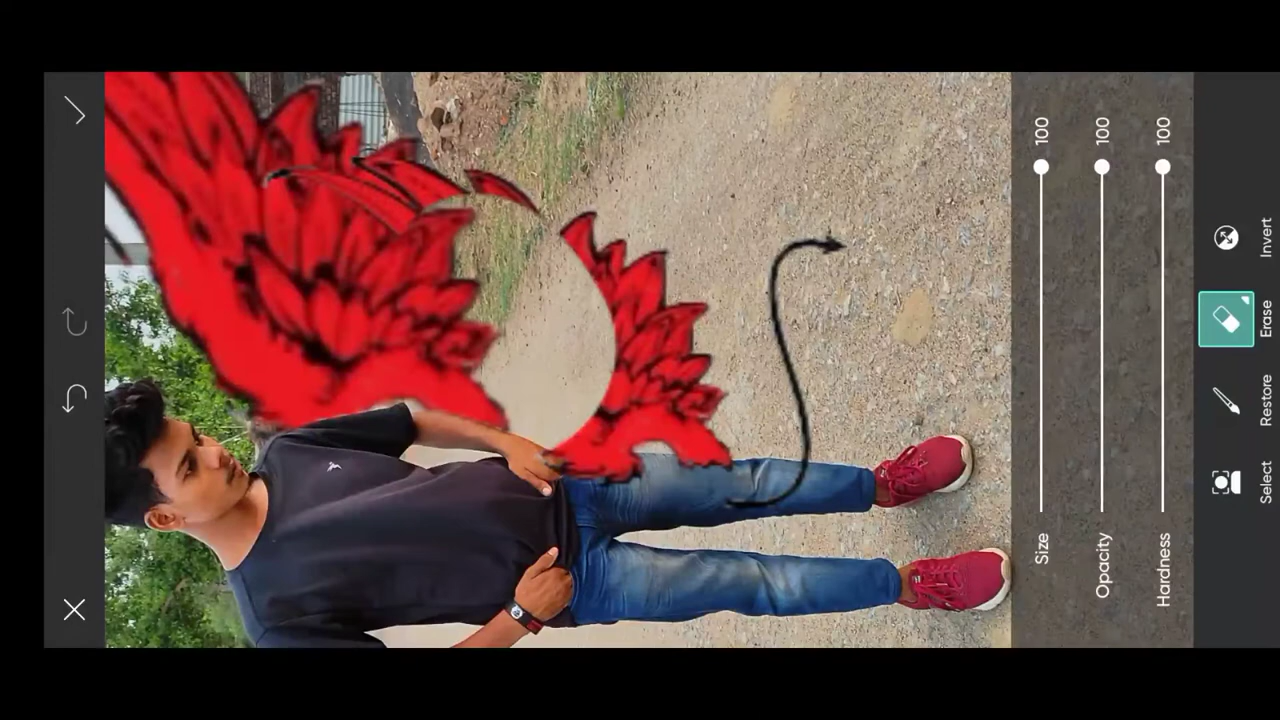 Size 100
Opacity 100
Hardness 100
Invert
Erase
Restore
Select